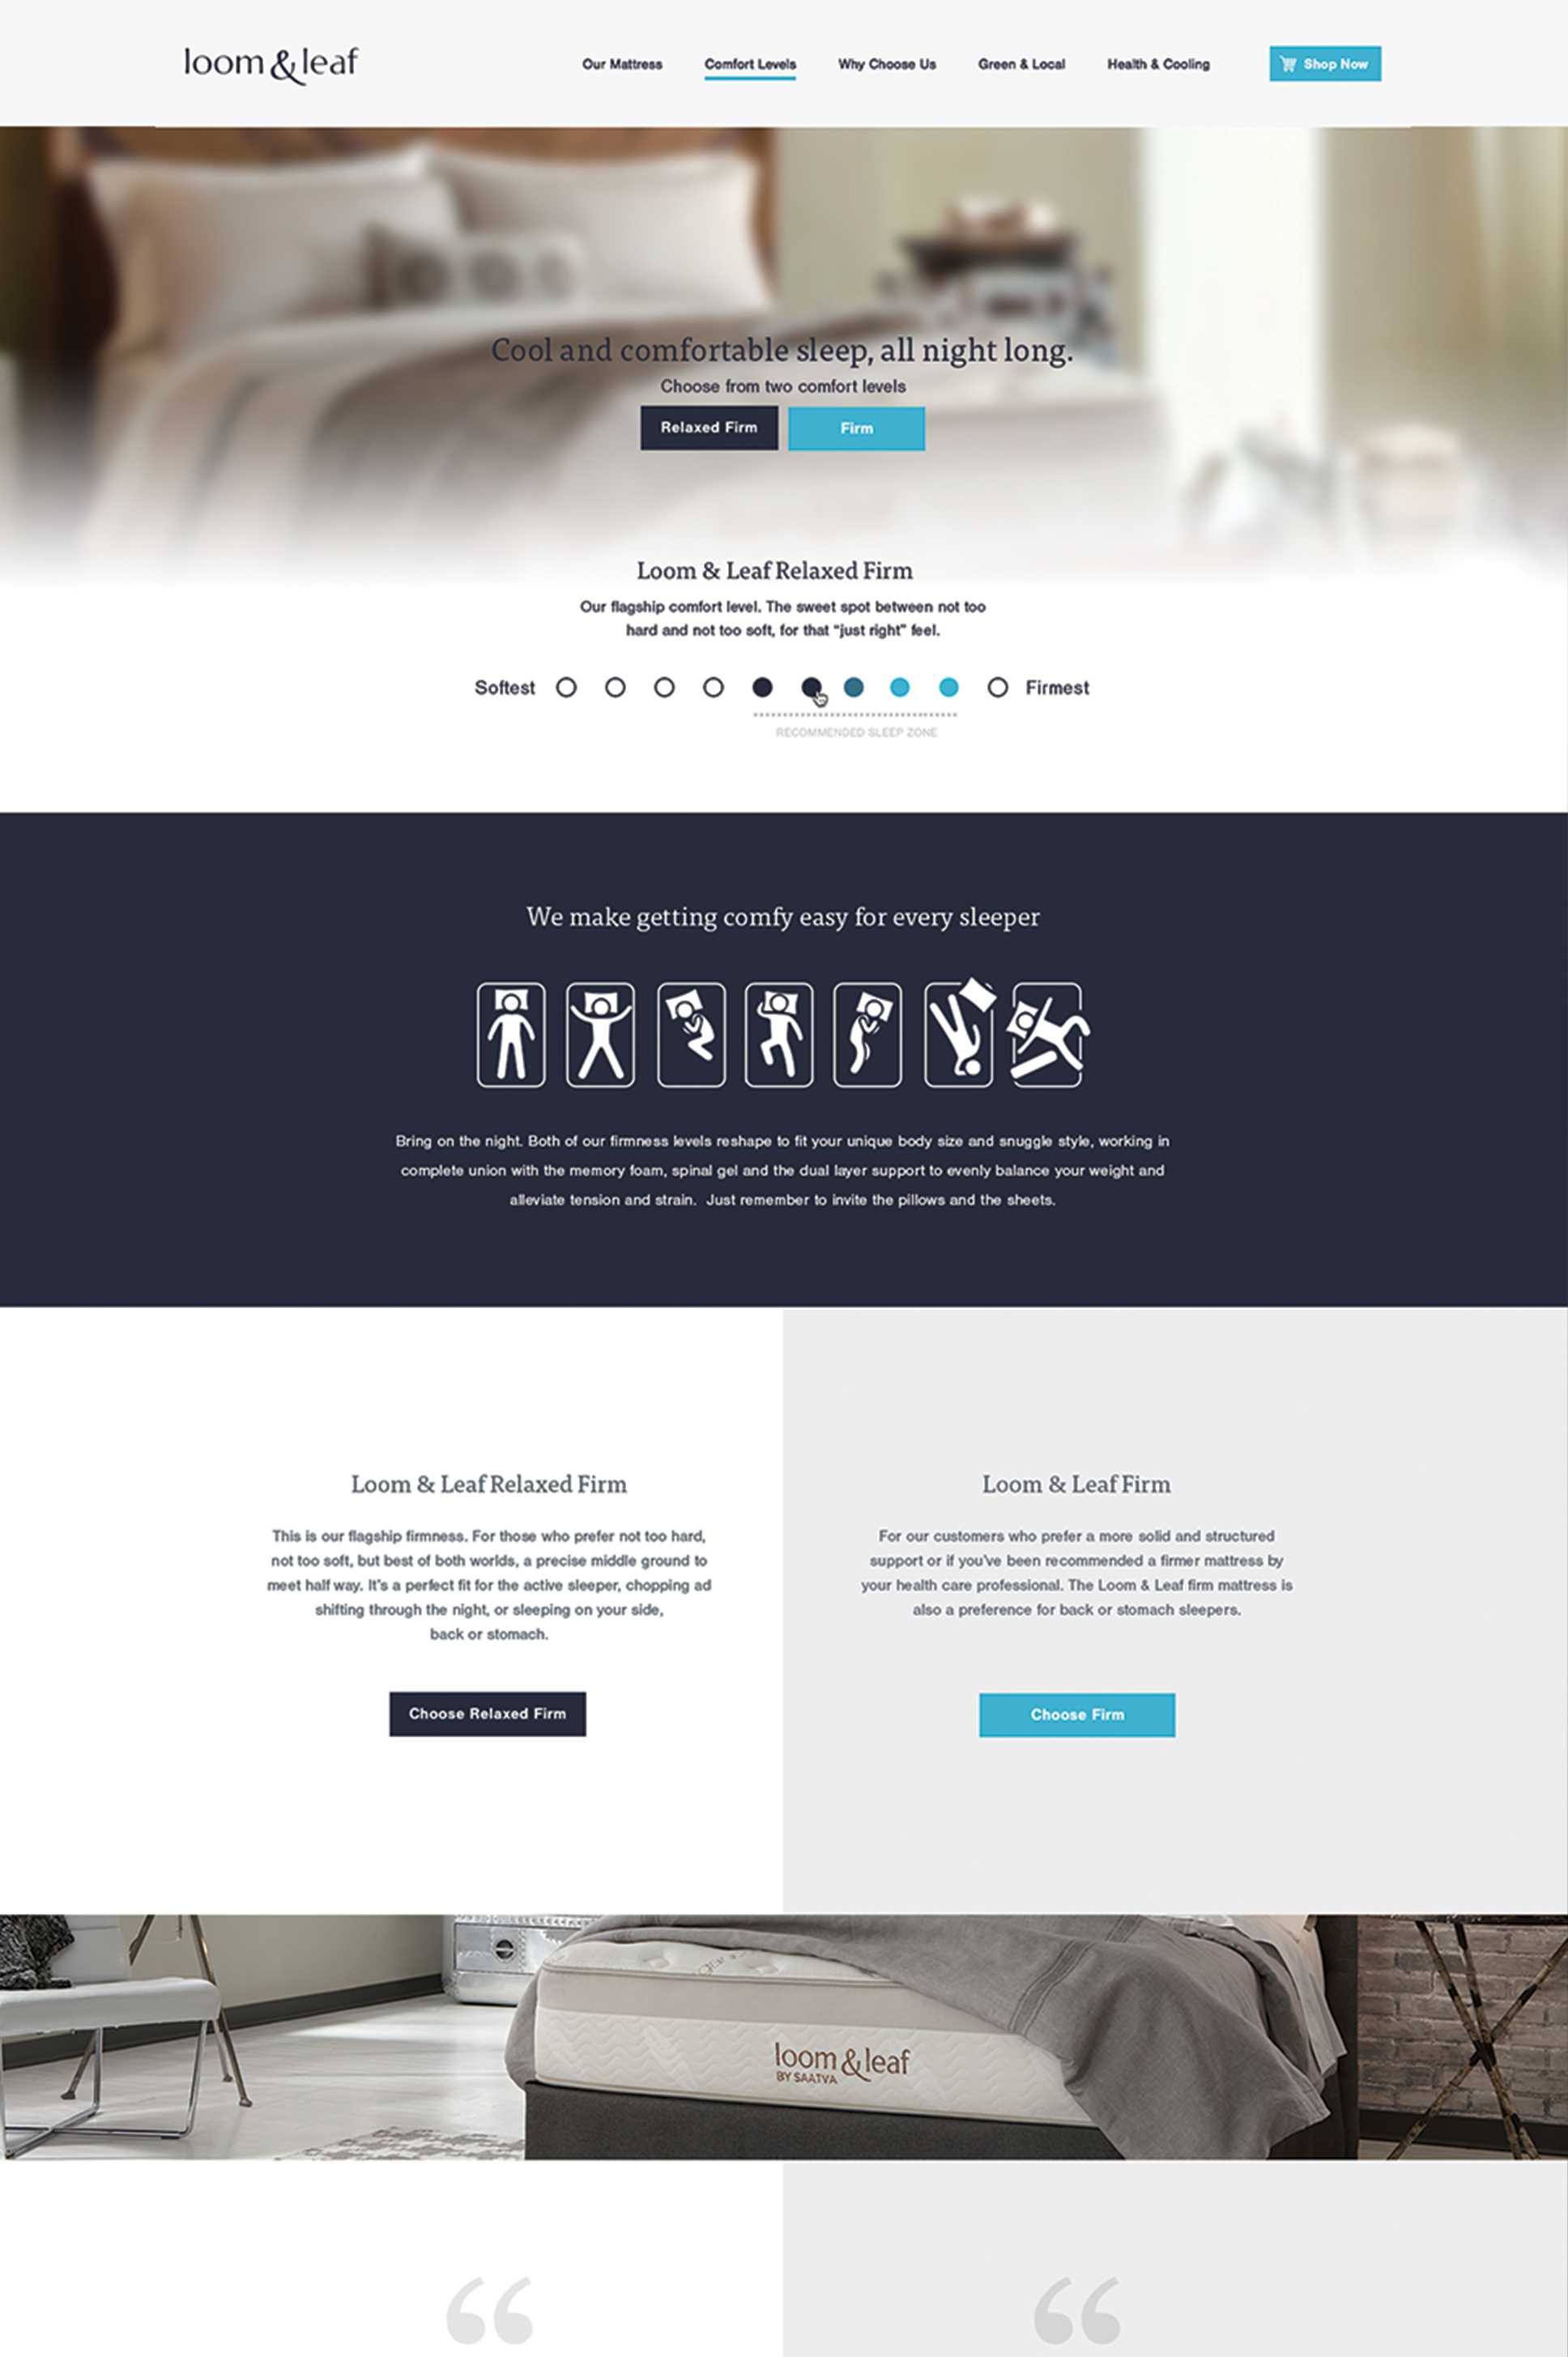 loom & leaf
Our Mattress
Comfort Levels
Why Choose Us
Green & Local
Health & Cooling
Shop Now
Cool and comfortable sleep, all night long.
Choose from two comfort levels
Relaxed Firm
Firm
Loom & Leaf Relaxed Firm
Our flagship comfort level. The sweet spot between not too
hard and not too soft, for that “just right” feel.
Softest
Firmest
RECOMMENDED SLEEP ZONE
We make getting comfy easy for every sleeper
Bring on the night. Both of our firmness levels reshape to fit your unique body size and snuggle style, working in
complete union with the memory foam, spinal gel and the dual layer support to evenly balance your weight and
alleviate tension and strain.  Just remember to invite the pillows and the sheets.
Loom & Leaf Relaxed Firm
This is our flagship firmness. For those who prefer not too hard,
not too soft, but best of both worlds, a precise middle ground to
meet half way. It’s a perfect fit for the active sleeper, chopping ad
shifting through the night, or sleeping on your side,
back or stomach.
Choose Relaxed Firm
Loom & Leaf Firm
For our customers who prefer a more solid and structured
support or if you’ve been recommended a firmer mattress by
your health care professional. The Loom & Leaf firm mattress is
also a preference for back or stomach sleepers.
Choose Firm
loom & leaf
BY SAATVA
“
“